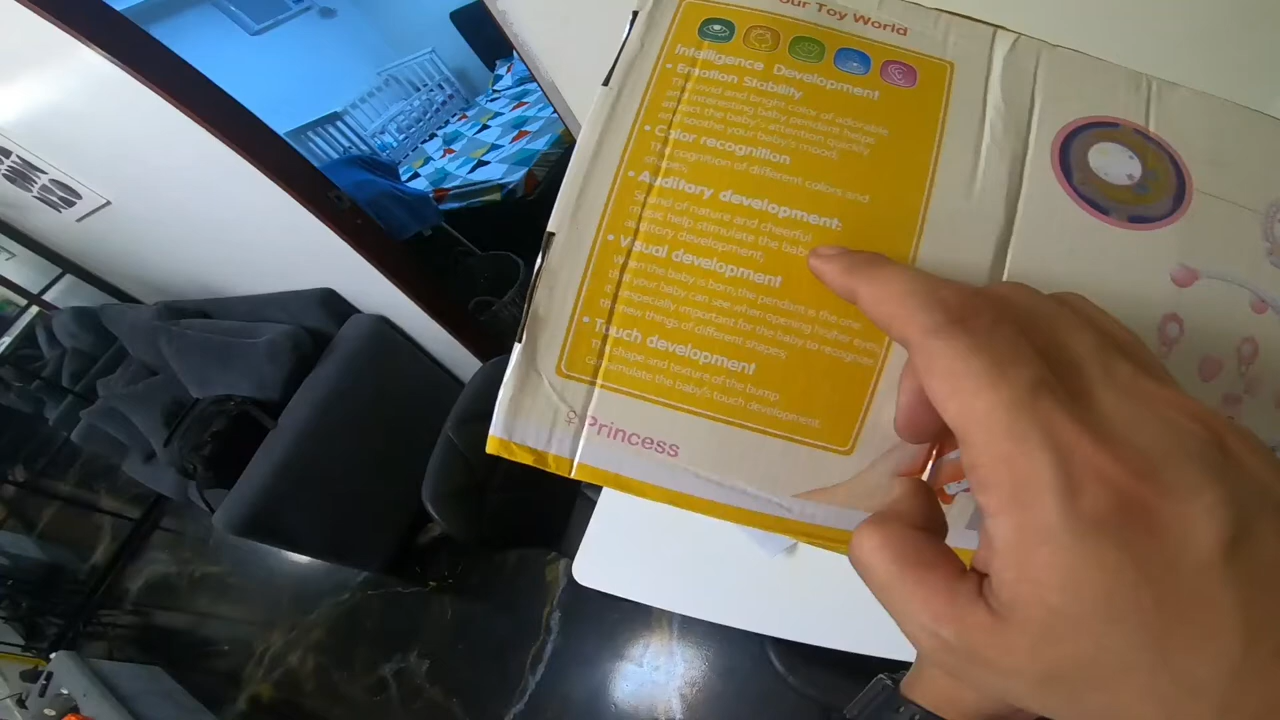 our Toy World
Intelligence Development
• Emotion Stability
The vivid and bright color of adorable
and interesting baby pendant helps
attract the baby's attention quickly
soothe your baby's mood;
• Color recognition
The cognition of different colors and
shapes;
• Auditory development:
Sound of nature and cheerful
music help stimulate the baby
auditory development;
• Visual development
When the baby is born, the pendant is the one
that your baby can see when opening his/her eyes
especially important for the baby to recognize
new things of different shapes;
• Touch development
The shape and texture of the bump
can stimulate the baby's touch development.
Princess